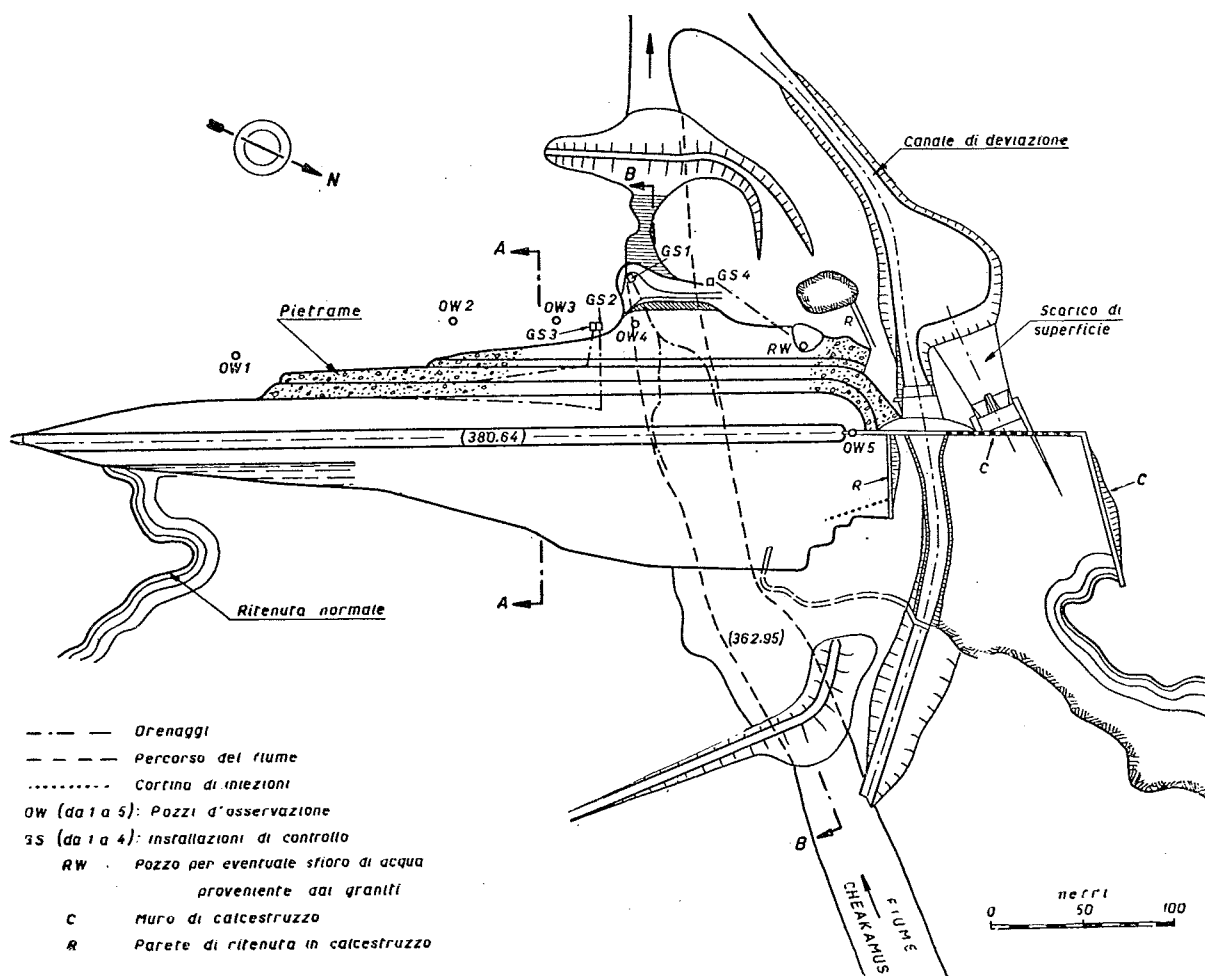 Canale di deviazione
N
B
A
GS1
GS4
OW2
OW3
GS2
GS3
OW4
Pietrame
R
RW
Scarico di
superficie
OW1
(380.64)
OW5
C
R
C
A
Ritenuta normale
(362.95)
Drenaggi
Percorso del fiume
Cortina di iniezioni
OW (da 1 a 5): Pozzi d'osservazione
GS (da 1 a 4): Installazioni di controllo
RW Pozzo per eventuale sfioro di acqua
proveniente dai graniti
C Muro di calcestruzzo
R Parete di ritenuta in calcestruzzo
B
FIUME
CHEAKAMUS
metri
0 50 100